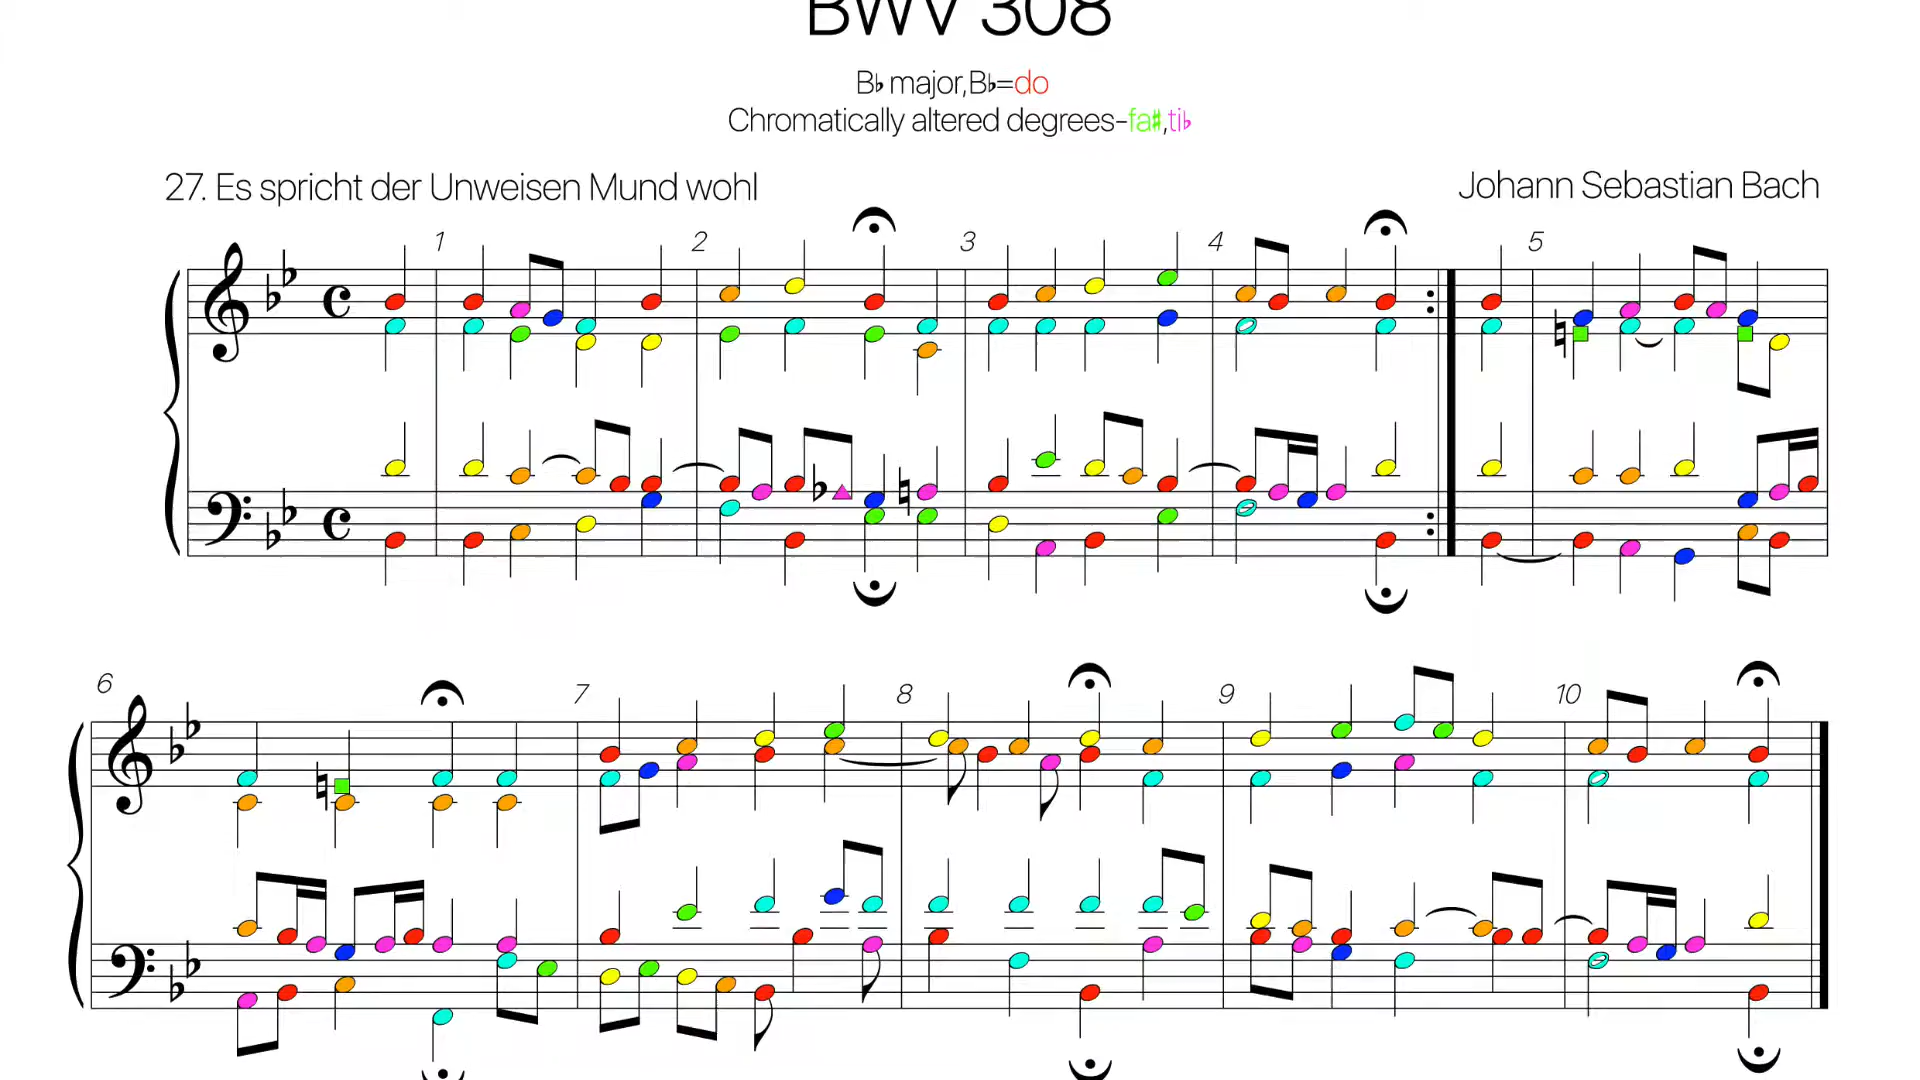 BWV 308
B♭ major,B♭=do
Chromatically altered degrees-fa♯,ti♭
27. Es spricht der Unweisen Mund wohl
Johann Sebastian Bach
1 2 3 4 5
6 7 8 9 10